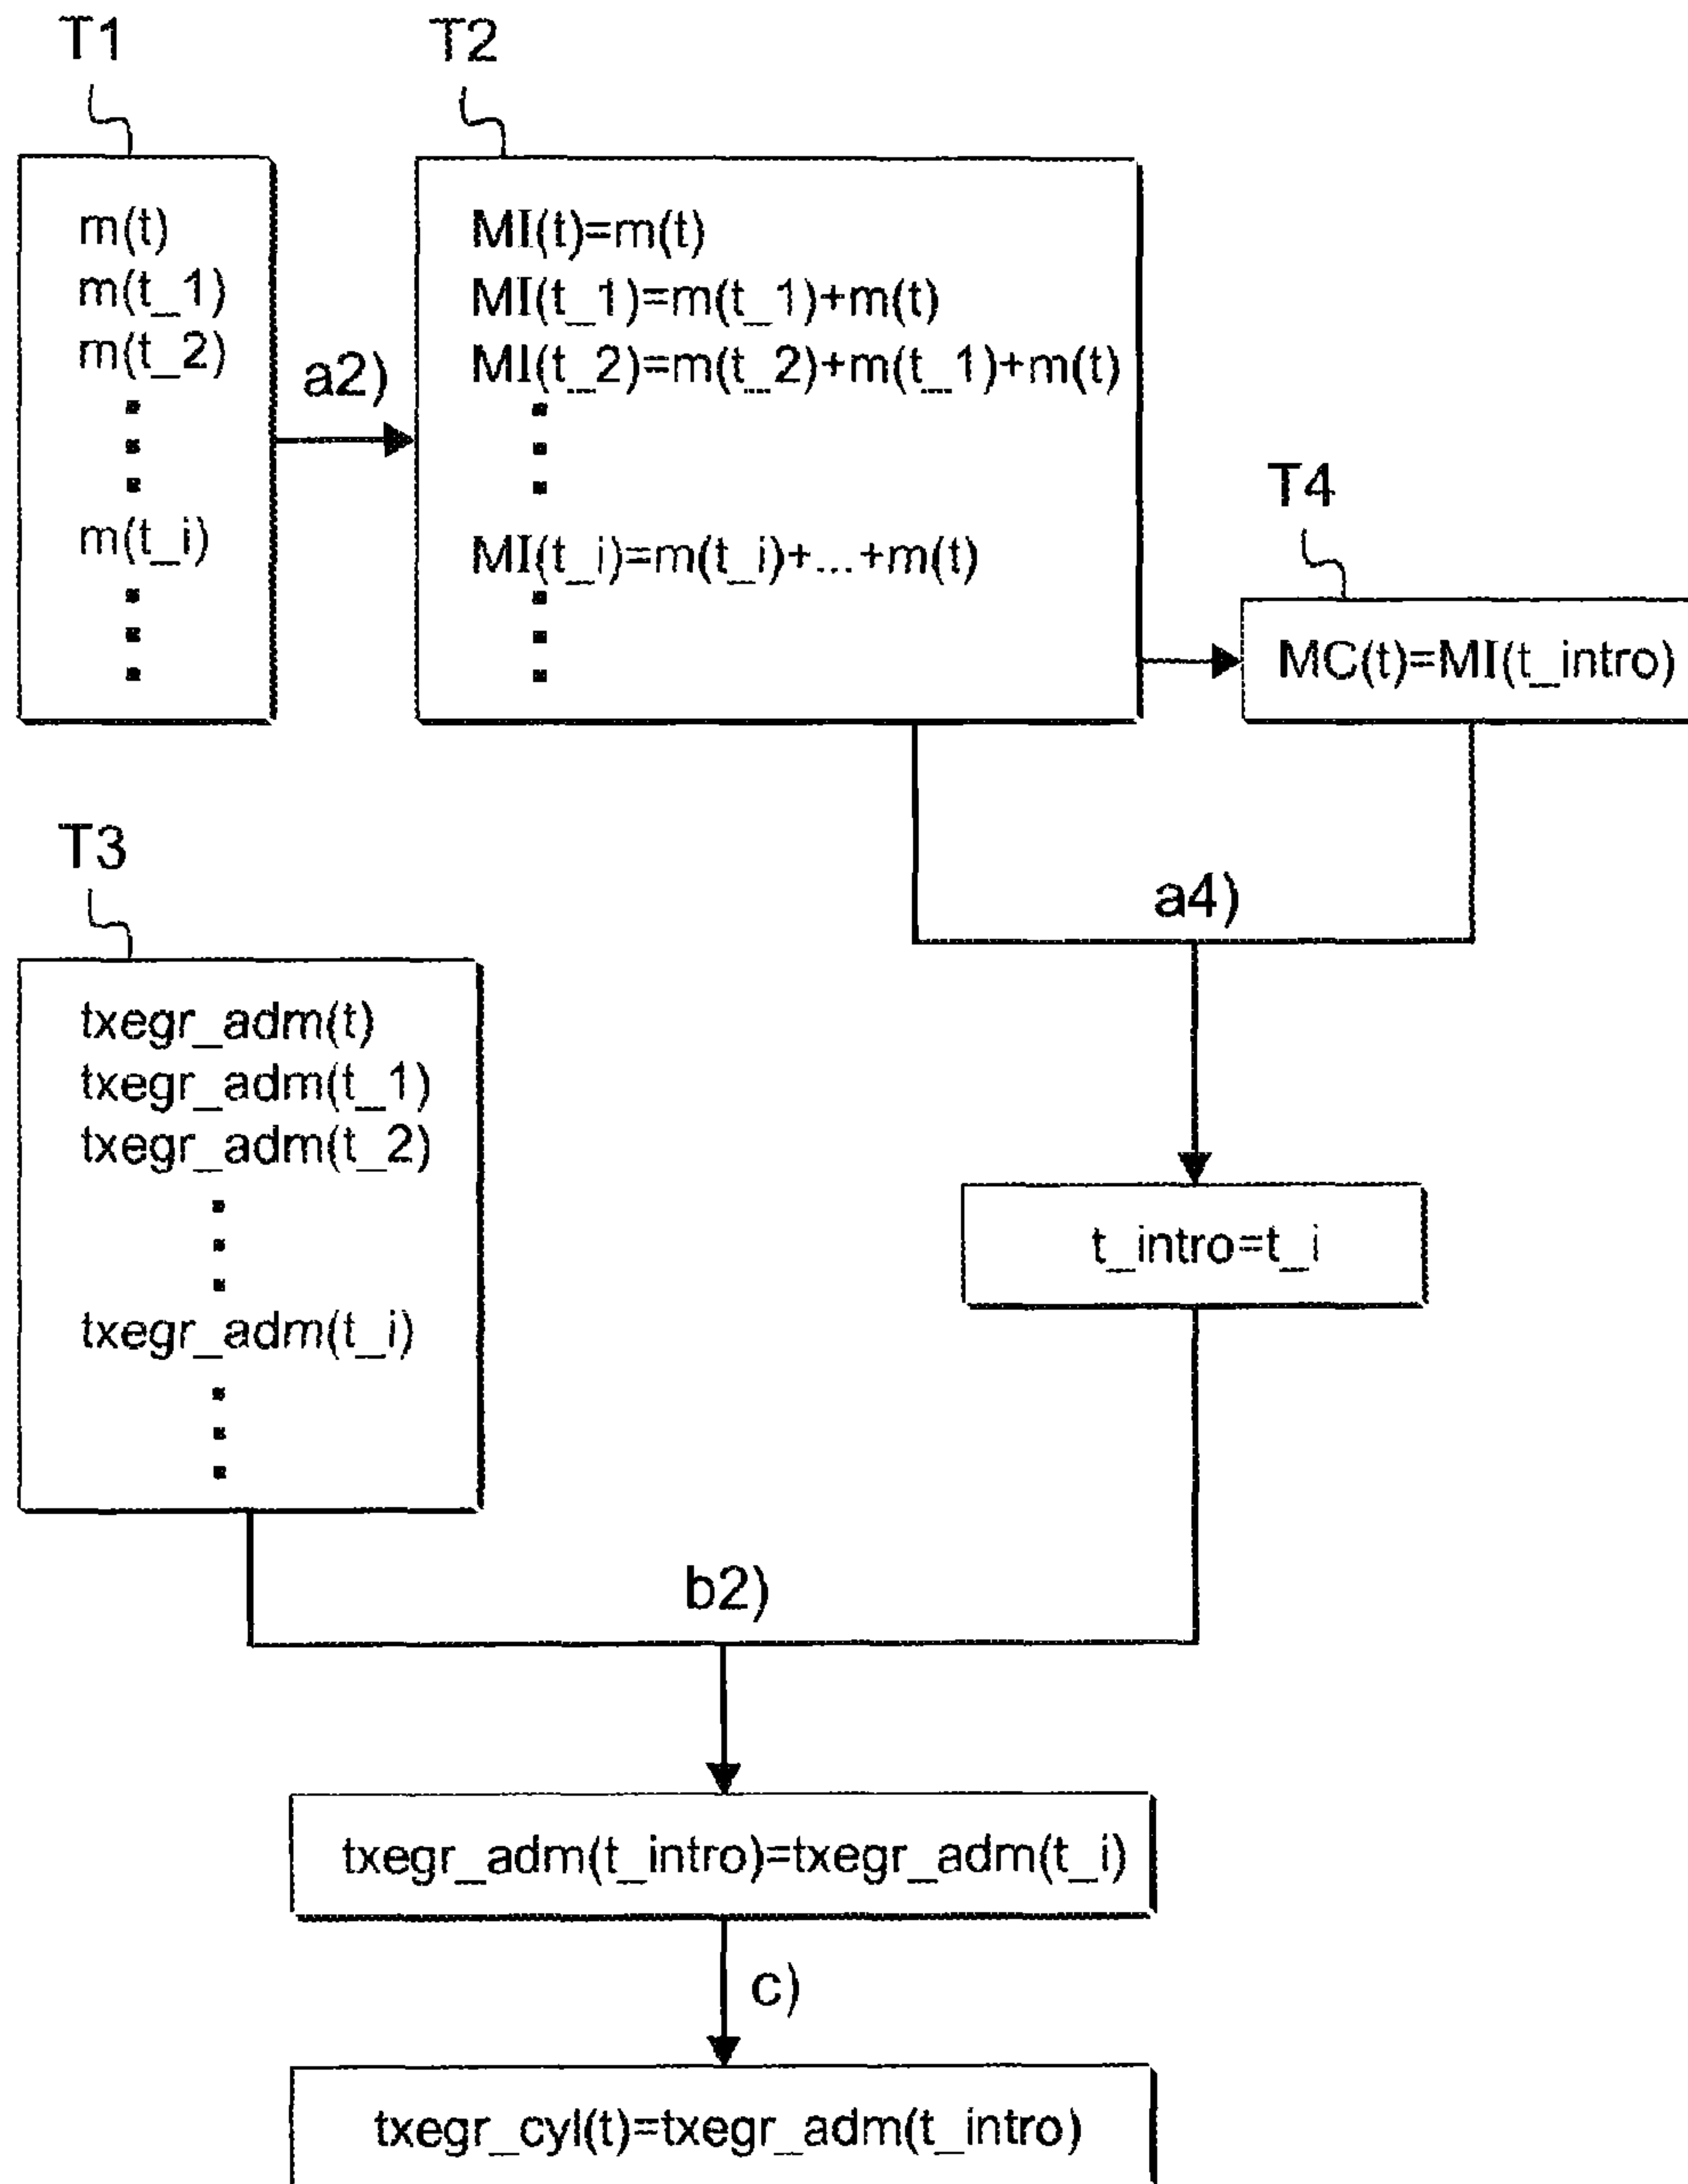 T1
m(t)
m(t_1)
m(t_2)
m(t_i)
a2)
T2
MI(t)=m(t)
MI(t_1)=m(t_1)+m(t)
MI(t_2)=m(t_2)+m(t_1)+m(t)
MI(t_i)=m(t_i)+...+m(t)
T4
MC(t)=MI(t_intro)
a4)
T3
txegr_adm(t)
txegr_adm(t_1)
txegr_adm(t_2)
txegr_adm(t_i)
t_intro=t_i
b2)
txegr_adm(t_intro)=txegr_adm(t_i)
c)
txegr_cyl(t)=txegr_adm(t_intro)